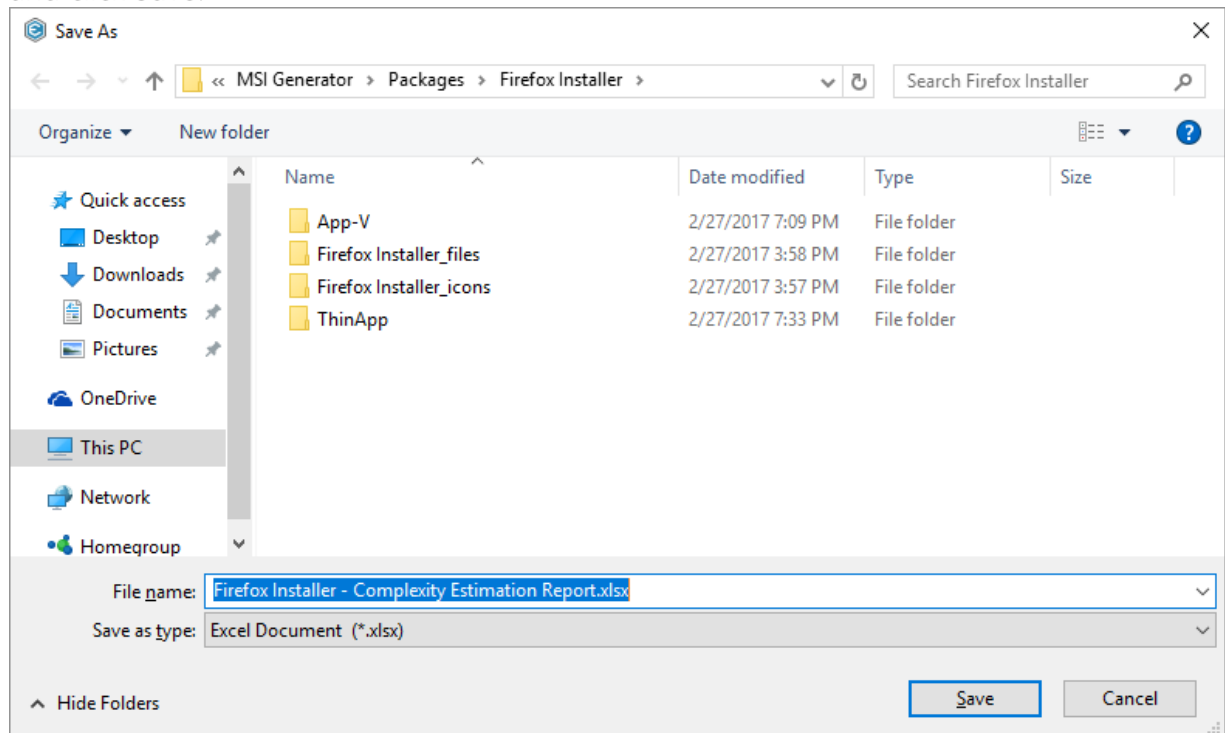 Save As
« MSI Generator > Packages > Firefox Installer >
Search Firefox Installer
Organize
New folder
Name Date modified Type Size
Quick access
Desktop
Downloads
Documents
Pictures
OneDrive
This PC
Network
Homegroup
App-V 2/27/2017 7:09 PM File folder
Firefox Installer_files 2/27/2017 3:58 PM File folder
Firefox Installer_icons 2/27/2017 3:57 PM File folder
ThinApp 2/27/2017 7:33 PM File folder
File name: Firefox Installer - Complexity Estimation Report.xlsx
Save as type: Excel Document (*.xlsx)
Hide Folders
Save
Cancel